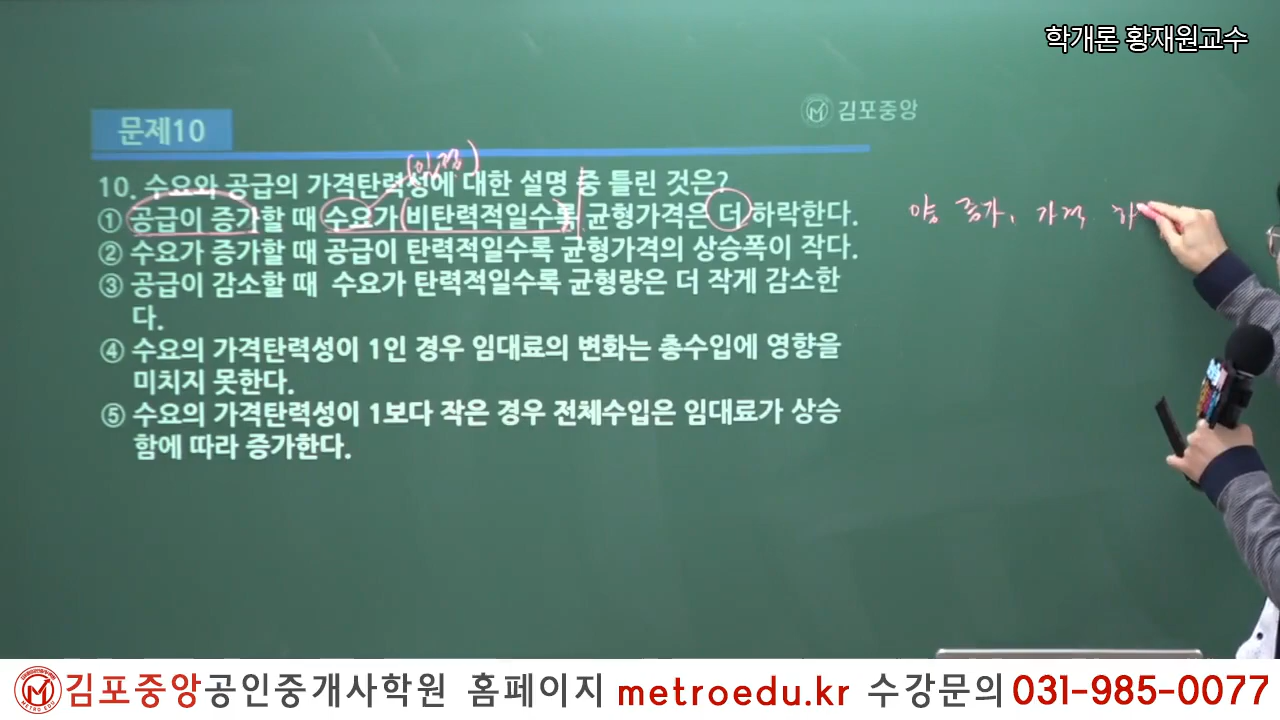 학개론 황재원교수
김포중앙
문제10
(입장)
10. 수요와 공급의 가격탄력성에 대한 설명 중 틀린 것은?
① 공급이 증가할 때 수요가 비탄력적일수록 균형가격은 더 하락한다.
양 증가, 가격 하
② 수요가 증가할 때 공급이 탄력적일수록 균형가격의 상승폭이 작다.
③ 공급이 감소할 때 수요가 탄력적일수록 균형량은 더 작게 감소한
다.
④ 수요의 가격탄력성이 1인 경우 임대료의 변화는 총수입에 영향을
미치지 못한다.
⑤ 수요의 가격탄력성이 1보다 작은 경우 전체수입은 임대료가 상승
함에 따라 증가한다.
김포중앙공인중개사학원 홈페이지 metroedu.kr 수강문의 031-985-0077